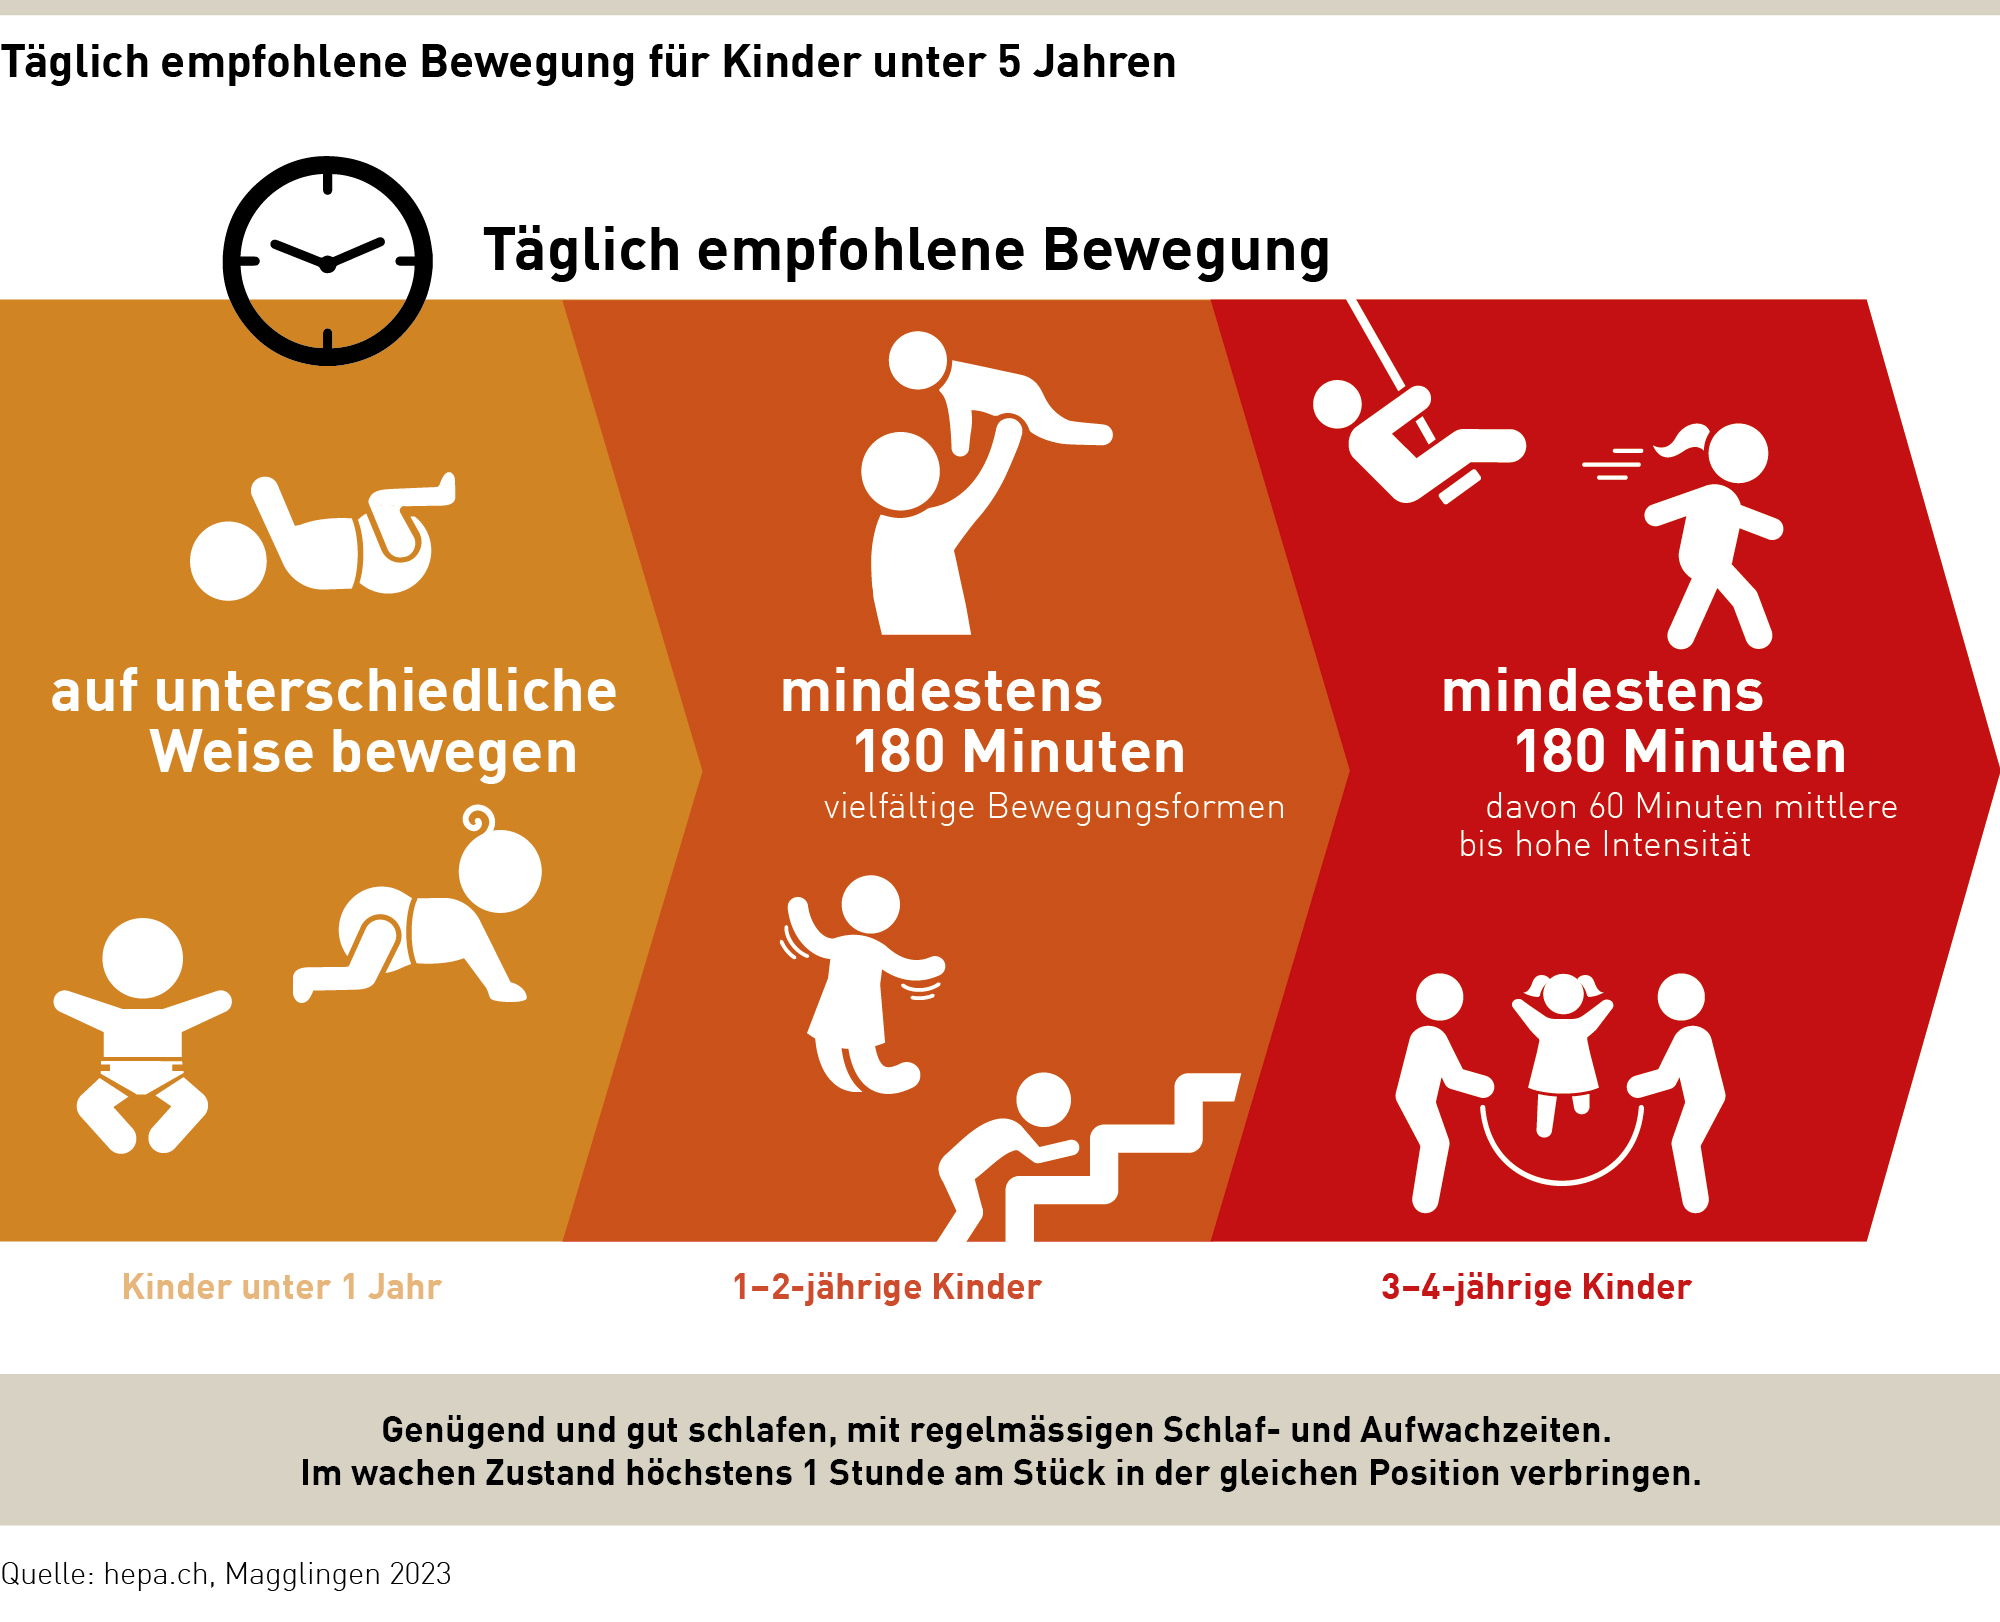 Täglich empfohlene Bewegung für Kinder unter 5 Jahren
Täglich empfohlene Bewegung
auf unterschiedliche
Weise bewegen
mindestens
180 Minuten
vielfältige Bewegungsformen
mindestens
180 Minuten
davon 60 Minuten mittlere
bis hohe Intensität
Kinder unter 1 Jahr
1–2-jährige Kinder
3–4-jährige Kinder
Genügend und gut schlafen, mit regelmässigen Schlaf- und Aufwachzeiten.
Im wachen Zustand höchstens 1 Stunde am Stück in der gleichen Position verbringen.
Quelle: hepa.ch, Magglingen 2023